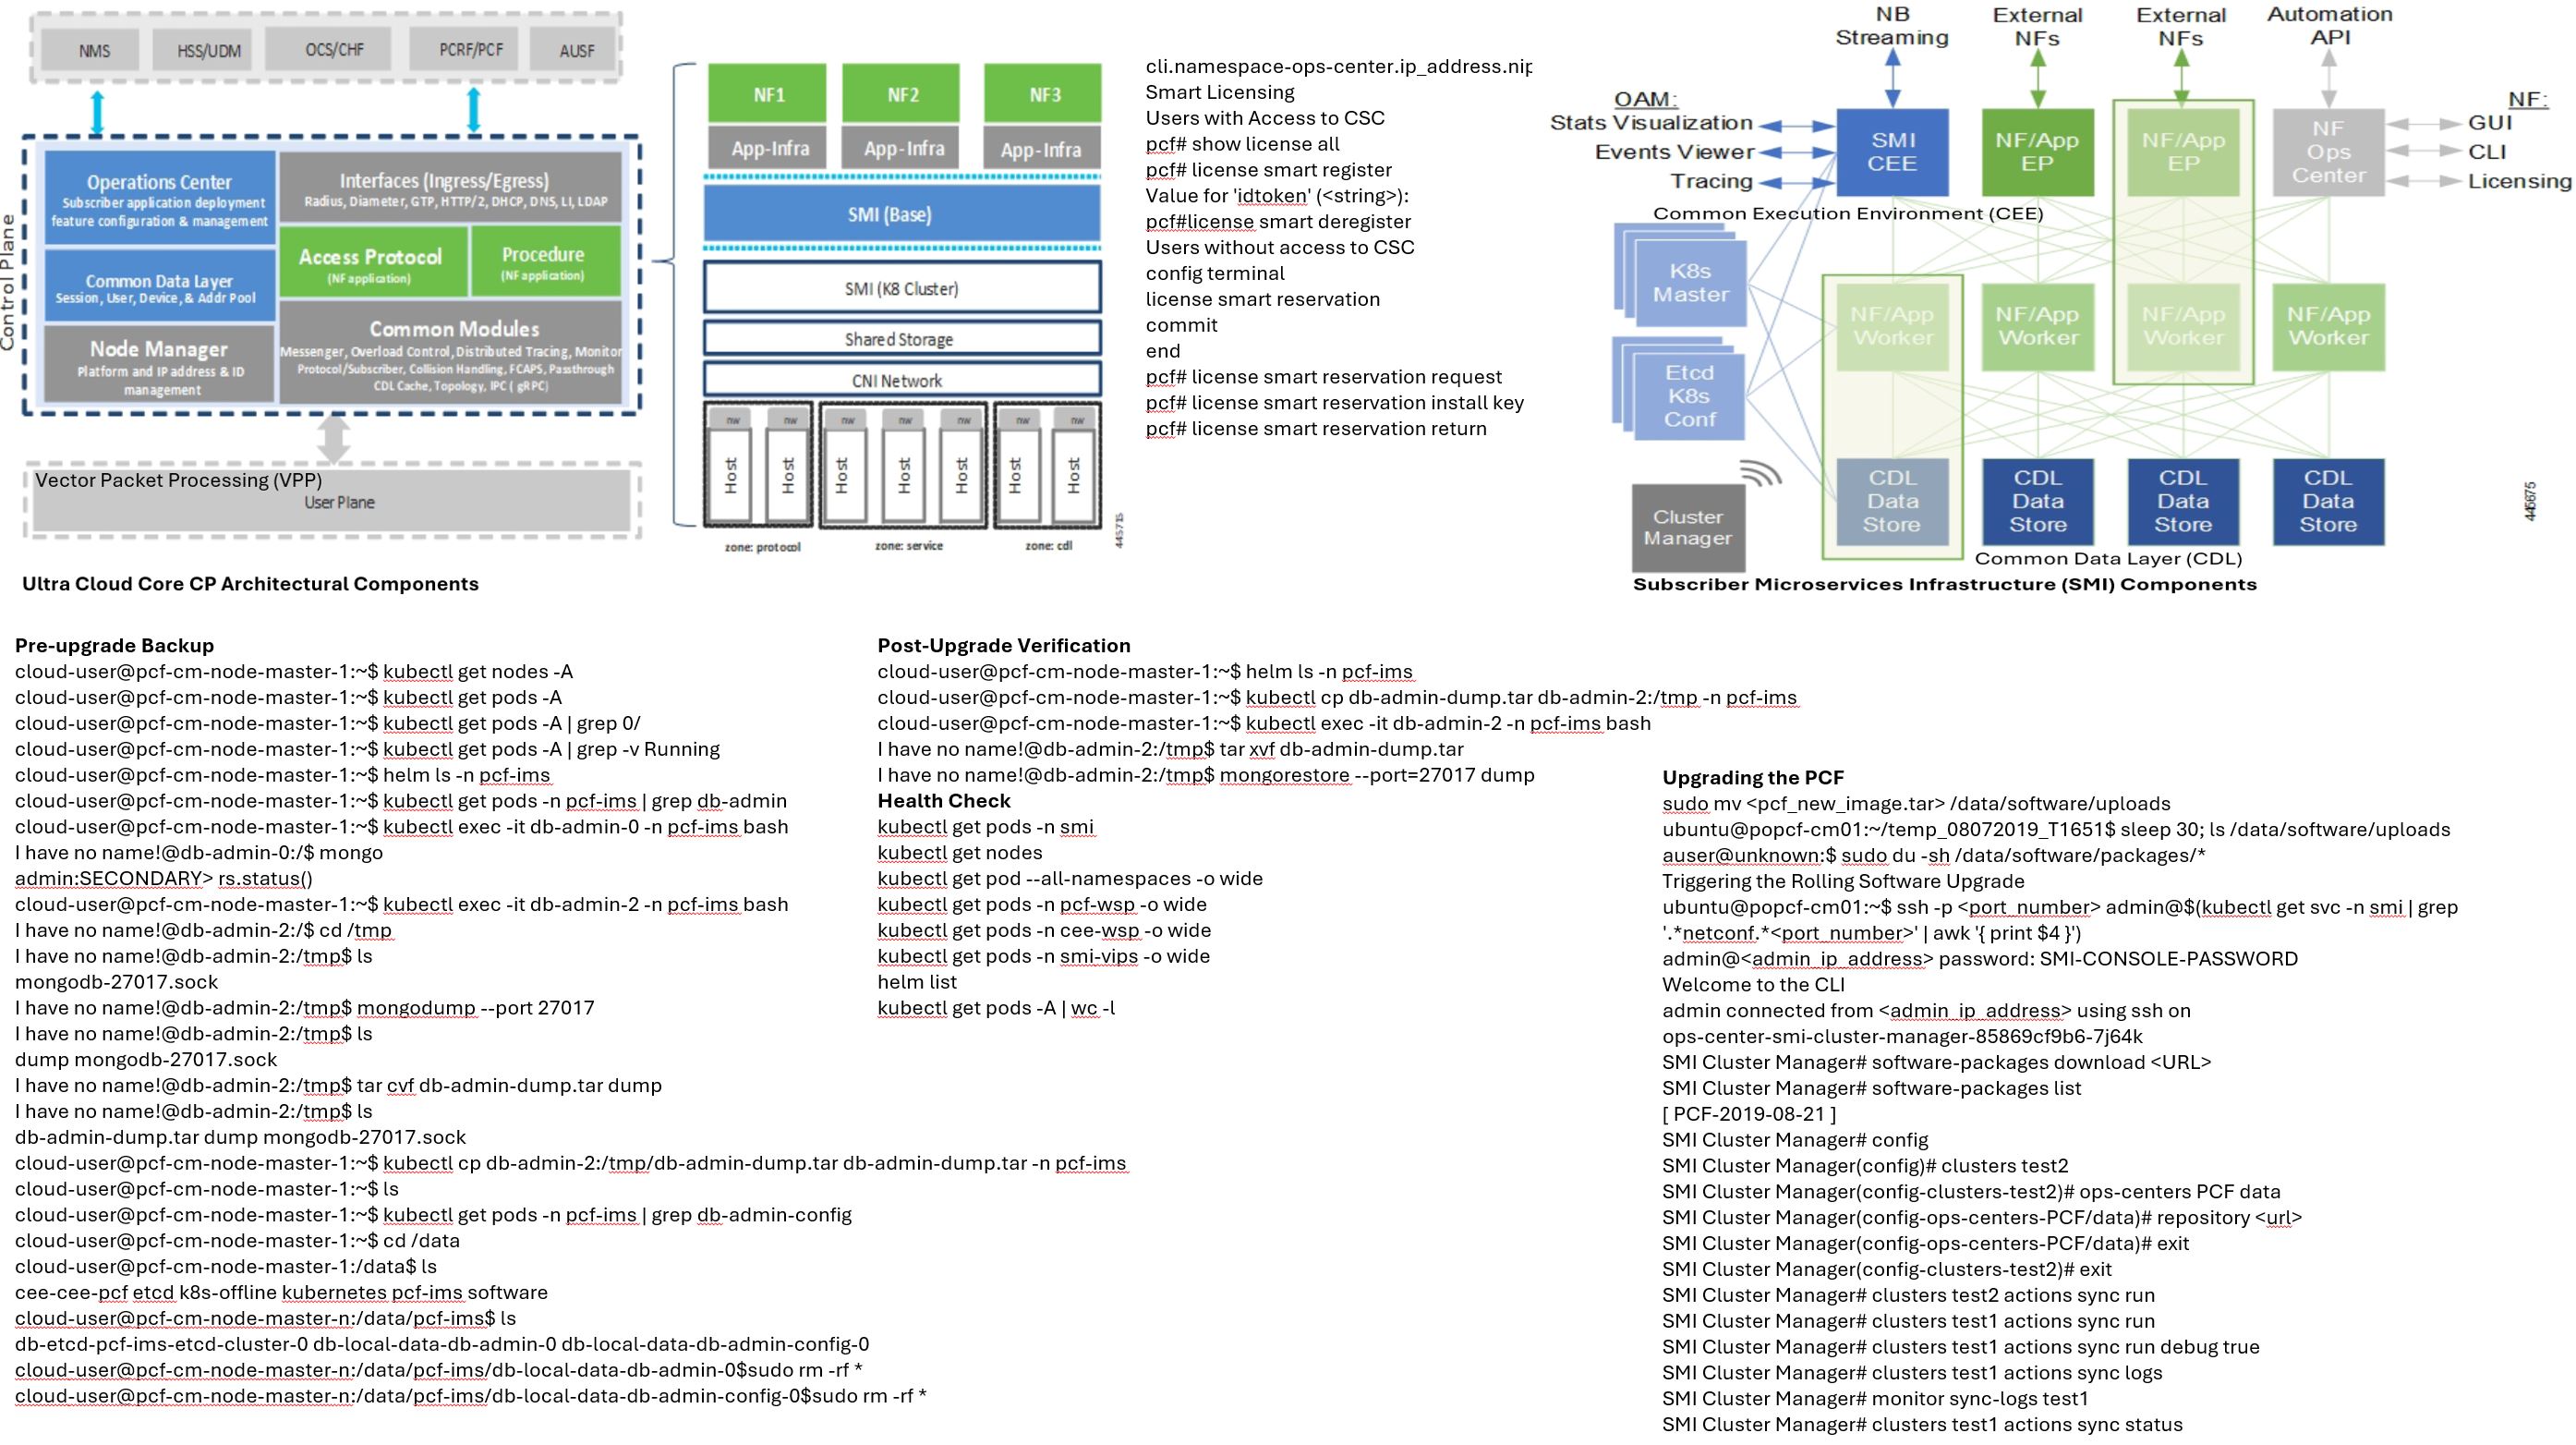 NMS
HSS/UDM
OCS/CHF
PCRF/PCF
AUSF
Control Plane
Operations Center
Subscriber application deployment
feature configuration & management
Common Data Layer
Session, User, Device, & Addr Pool
Node Manager
Platform and IP address & ID
management
Interfaces (Ingress/Egress)
Radius, Diameter, GTP, HTTP/2, DHCP, DNS, LI, LDAP
Access Protocol
(NF application)
Procedure
(NF application)
Common Modules
Messenger, Overload Control, Distributed Tracing, Monitor
Protocol/Subscriber, Collision Handling, FCAPS, Passthrough
CDL Cache, Topology, IPC ( gRPC)
Vector Packet Processing (VPP)
User Plane
Ultra Cloud Core CP Architectural Components
NF1
NF2
NF3
App-Infra
App-Infra
App-Infra
SMI (Base)
SMI (K8 Cluster)
Shared Storage
CNI Network
nw
nw
nw
nw
nw
nw
nw
Host
Host
Host
Host
Host
Host
Host
zone: protocol
zone: service
zone: cdl
445715
cli.namespace-ops-center.ip_address.nip
Smart Licensing
Users with Access to CSC
pcf# show license all
pcf# license smart register
Value for 'idtoken' (<string>):
pcf#license smart deregister
Users without access to CSC
config terminal
license smart reservation
commit
end
pcf# license smart reservation request
pcf# license smart reservation install key
pcf# license smart reservation return
NB
Streaming
External
NFs
External
NFs
Automation
API
OAM:
Stats Visualization
Events Viewer
Tracing
SMI
CEE
NF/App
EP
NF/App
EP
NF
Ops
Center
NF:
GUI
CLI
Licensing
Common Execution Environment (CEE)
K8s
Master
Etcd
K8s
Conf
Cluster
Manager
NF/App
Worker
NF/App
Worker
NF/App
Worker
NF/App
Worker
CDL
Data
Store
CDL
Data
Store
CDL
Data
Store
CDL
Data
Store
446675
Common Data Layer (CDL)
Subscriber Microservices Infrastructure (SMI) Components
Pre-upgrade Backup
cloud-user@pcf-cm-node-master-1:~$ kubectl get nodes -A
cloud-user@pcf-cm-node-master-1:~$ kubectl get pods -A
cloud-user@pcf-cm-node-master-1:~$ kubectl get pods -A | grep 0/
cloud-user@pcf-cm-node-master-1:~$ kubectl get pods -A | grep -v Running
cloud-user@pcf-cm-node-master-1:~$ helm ls -n pcf-ims
cloud-user@pcf-cm-node-master-1:~$ kubectl get pods -n pcf-ims | grep db-admin
cloud-user@pcf-cm-node-master-1:~$ kubectl exec -it db-admin-0 -n pcf-ims bash
I have no name!@db-admin-0:/$ mongo
admin:SECONDARY> rs.status()
cloud-user@pcf-cm-node-master-1:~$ kubectl exec -it db-admin-2 -n pcf-ims bash
I have no name!@db-admin-2:/$ cd /tmp
I have no name!@db-admin-2:/tmp$ ls
mongodb-27017.sock
I have no name!@db-admin-2:/tmp$ mongodump --port 27017
I have no name!@db-admin-2:/tmp$ ls
dump mongodb-27017.sock
I have no name!@db-admin-2:/tmp$ tar cvf db-admin-dump.tar dump
I have no name!@db-admin-2:/tmp$ ls
db-admin-dump.tar dump mongodb-27017.sock
cloud-user@pcf-cm-node-master-1:~$ kubectl cp db-admin-2:/tmp/db-admin-dump.tar db-admin-dump.tar -n pcf-ims
cloud-user@pcf-cm-node-master-1:~$ ls
cloud-user@pcf-cm-node-master-1:~$ kubectl get pods -n pcf-ims | grep db-admin-config
cloud-user@pcf-cm-node-master-1:~$ cd /data
cloud-user@pcf-cm-node-master-1:/data$ ls
cee-cee-pcf etcd k8s-offline kubernetes pcf-ims software
cloud-user@pcf-cm-node-master-n:/data/pcf-ims$ ls
db-etcd-pcf-ims-etcd-cluster-0 db-local-data-db-admin-0 db-local-data-db-admin-config-0
cloud-user@pcf-cm-node-master-n:/data/pcf-ims/db-local-data-db-admin-0$sudo rm -rf *
cloud-user@pcf-cm-node-master-n:/data/pcf-ims/db-local-data-db-admin-config-0$sudo rm -rf *
Post-Upgrade Verification
cloud-user@pcf-cm-node-master-1:~$ helm ls -n pcf-ims
cloud-user@pcf-cm-node-master-1:~$ kubectl cp db-admin-dump.tar db-admin-2:/tmp -n pcf-ims
cloud-user@pcf-cm-node-master-1:~$ kubectl exec -it db-admin-2 -n pcf-ims bash
I have no name!@db-admin-2:/tmp$ tar xvf db-admin-dump.tar
I have no name!@db-admin-2:/tmp$ mongorestore --port=27017 dump
Health Check
kubectl get pods -n smi
kubectl get nodes
kubectl get pod --all-namespaces -o wide
kubectl get pods -n pcf-wsp -o wide
kubectl get pods -n cee-wsp -o wide
kubectl get pods -n smi-vips -o wide
helm list
kubectl get pods -A | wc -l
Upgrading the PCF
sudo mv <pcf_new_image.tar> /data/software/uploads
ubuntu@popcf-cm01:~/temp_08072019_T1651$ sleep 30; ls /data/software/uploads
auser@unknown:$ sudo du -sh /data/software/packages/*
Triggering the Rolling Software Upgrade
ubuntu@popcf-cm01:~$ ssh -p <port_number> admin@$(kubectl get svc -n smi | grep
'.*netconf.*<port_number>' | awk '{ print $4 }')
admin@<admin_ip_address> password: SMI-CONSOLE-PASSWORD
Welcome to the CLI
admin connected from <admin_ip_address> using ssh on
ops-center-smi-cluster-manager-85869cf9b6-7j64k
SMI Cluster Manager# software-packages download <URL>
SMI Cluster Manager# software-packages list
[ PCF-2019-08-21 ]
SMI Cluster Manager# config
SMI Cluster Manager(config)# clusters test2
SMI Cluster Manager(config-clusters-test2)# ops-centers PCF data
SMI Cluster Manager(config-ops-centers-PCF/data)# repository <url>
SMI Cluster Manager(config-ops-centers-PCF/data)# exit
SMI Cluster Manager(config-clusters-test2)# exit
SMI Cluster Manager# clusters test2 actions sync run
SMI Cluster Manager# clusters test1 actions sync run
SMI Cluster Manager# clusters test1 actions sync run debug true
SMI Cluster Manager# clusters test1 actions sync logs
SMI Cluster Manager# monitor sync-logs test1
SMI Cluster Manager# clusters test1 actions sync status